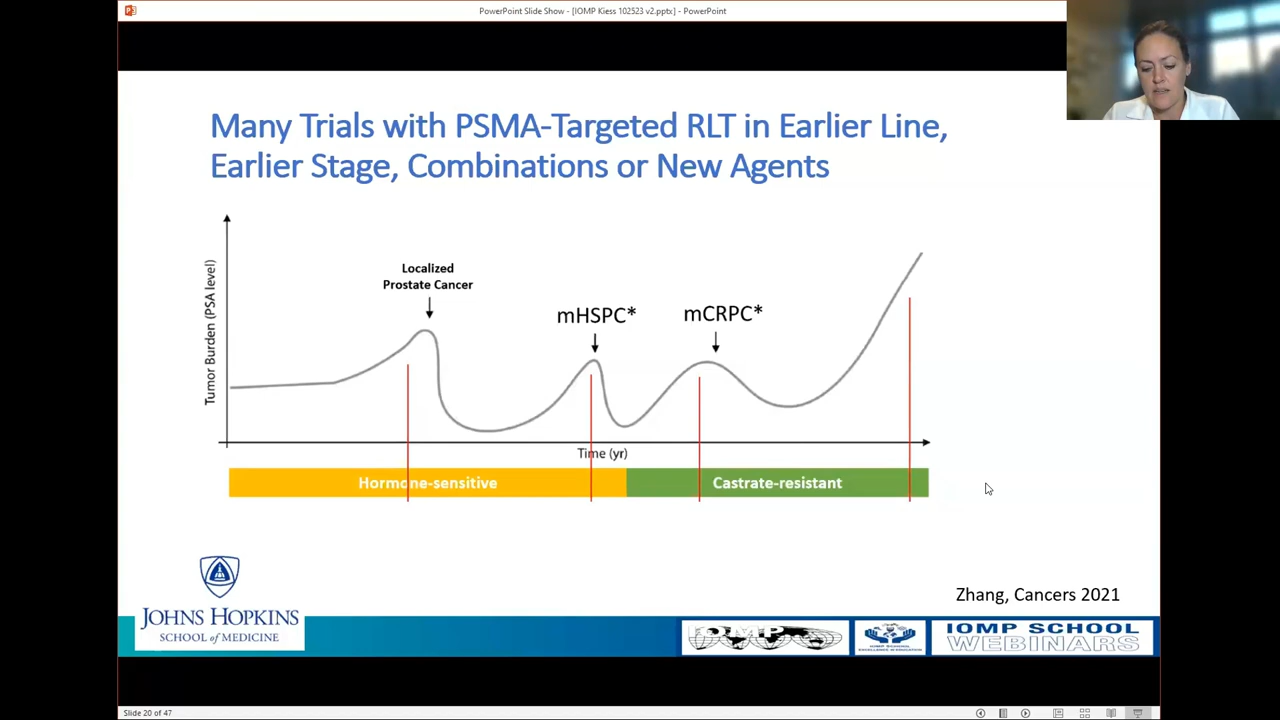 PowerPoint Slide Show - [IOMP Kiess 102523 v2.pptx] - PowerPoint
Many Trials with PSMA-Targeted RLT in Earlier Line,
Earlier Stage, Combinations or New Agents
Tumor Burden (PSA level)
Localized
Prostate Cancer
mHSPC*
mCRPC*
Time (yr)
Hormone-sensitive
Castrate-resistant
Zhang, Cancers 2021
JOHNS HOPKINS
SCHOOL of MEDICINE
IOMP
IOMP SCHOOL
WEBINARS
Slide 20 of 47